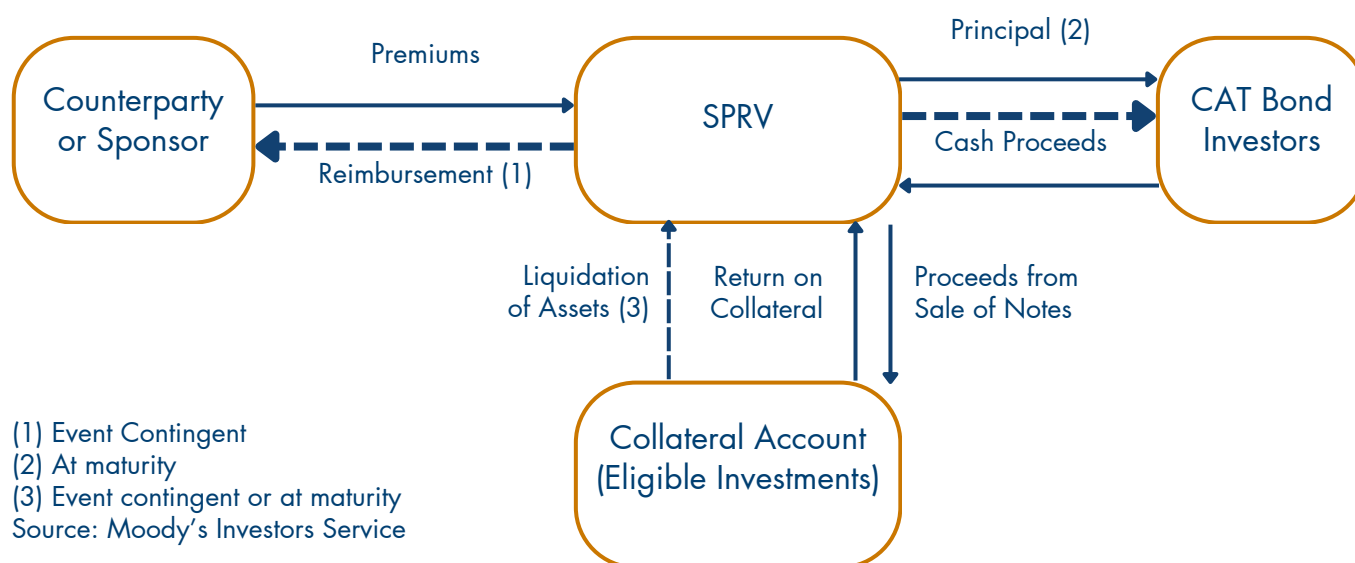 Principal (2)
Premiums
Counterparty
or Sponsor
SPRV
CAT Bond
Investors
Cash Proceeds
Reimbursement (1)
Liquidation
of Assets (3)
Return on
Collateral
Proceeds from
Sale of Notes
Collateral Account
(Eligible Investments)
(1) Event Contingent
(2) At maturity
(3) Event contingent or at maturity
Source: Moody’s Investors Service